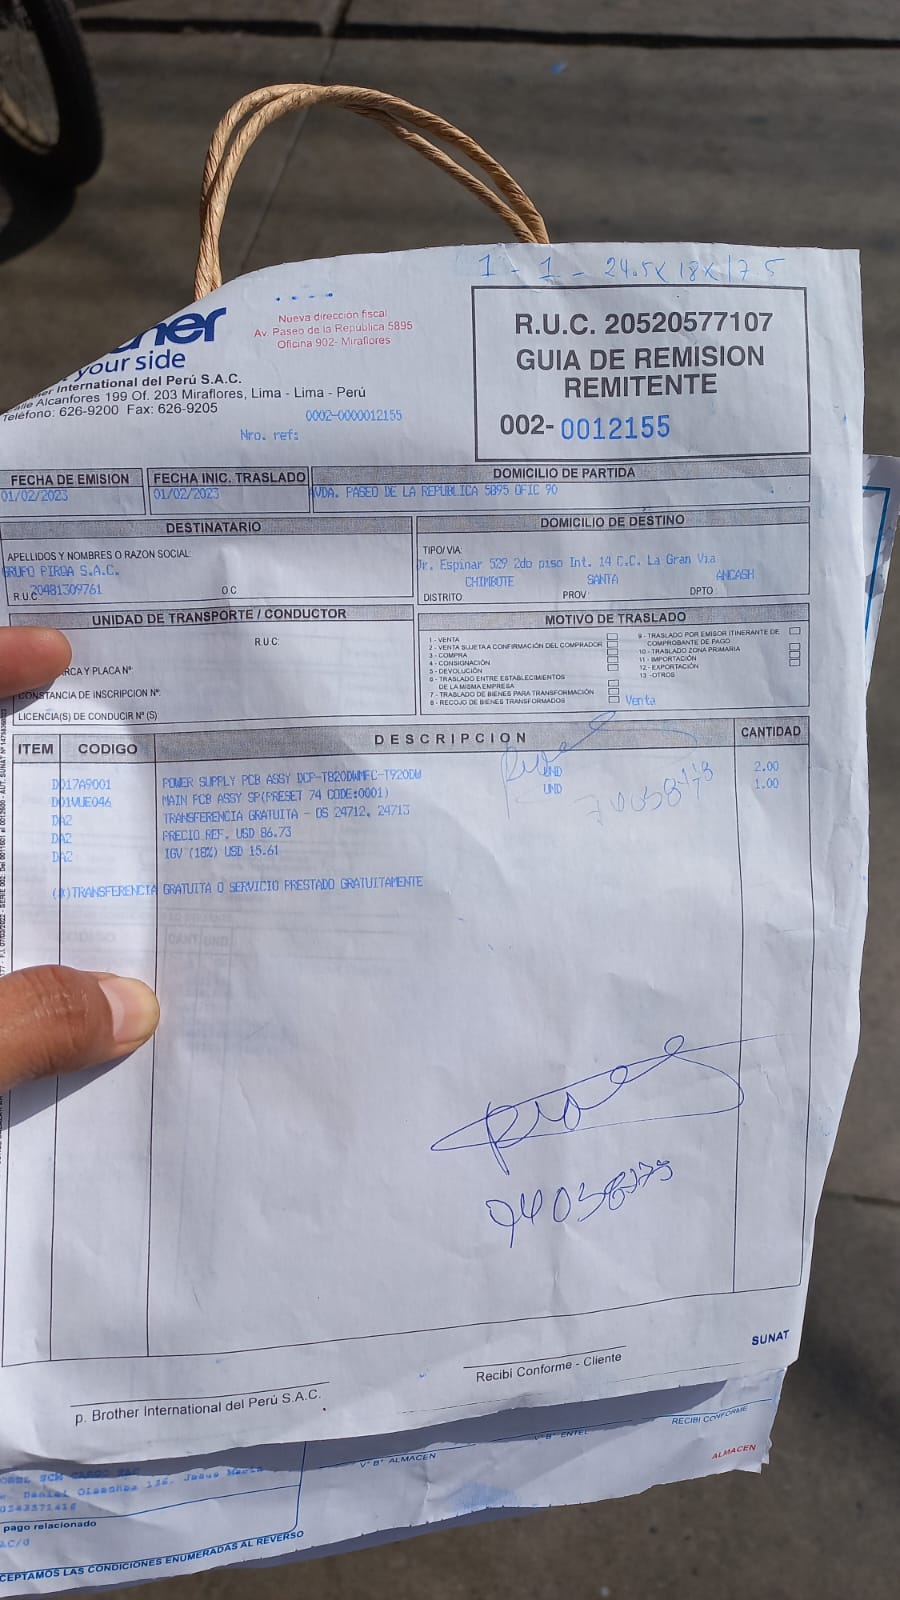 1 - 1 - 24.5 x 18 x 17.5
Nueva dirección fiscal
Av. Paseo de la Republica 5895
Oficina 902- Miraflores
your side
International del Perú S.A.C.
Alcanfores 199 Of. 203 Miraflores, Lima - Lima - Perú
Teléfono: 626-9200 Fax: 626-9205
0002-0000012155
Nro. ref:
R.U.C. 20520577107
GUIA DE REMISION
REMITENTE
002- 0012155
FECHA DE EMISION
01/02/2023
FECHA INIC. TRASLADO
01/02/2023
DOMICILIO DE PARTIDA
AVDA. PASEO DE LA REPUBLICA 5895 OFIC 90
DESTINATARIO
APELLIDOS Y NOMBRES O RAZON SOCIAL:
GRUPO PIRGA S.A.C.
R.U.C. 20481309761 O C
DOMICILIO DE DESTINO
TIPO/VIA:
Jr. Espinar 529 2do piso Int. 14 C.C. La Gran Via
CHIMBOTE SANTA ANCASH
DISTRITO PROV. DPTO
UNIDAD DE TRANSPORTE / CONDUCTOR
R.U.C
ARCA Y PLACA Nº:
CONSTANCIA DE INSCRIPCION Nº:
LICENCIA(S) DE CONDUCIR Nº (S)
MOTIVO DE TRASLADO
1 - VENTA
2 - VENTA SUJETA A CONFIRMACIÓN DEL COMPRADOR
3 - COMPRA
4 - CONSIGNACIÓN
5 - DEVOLUCIÓN
6 - TRASLADO ENTRE ESTABLECIMIENTOS
DE LA MISMA EMPRESA
7 - TRASLADO DE BIENES PARA TRANSFORMACIÓN
8 - RECOJO DE BIENES TRANSFORMADOS
9 - TRASLADO POR EMISOR ITINERANTE DE
COMPROBANTE DE PAGO
10 - TRASLADO ZONA PRIMARIA
11 - IMPORTACIÓN
12 - EXPORTACIÓN
13 -OTROS
Venta
ITEM CODIGO DESCRIPCION CANTIDAD
D017A9001 POWER SUPPLY PCB ASSY DCP-T820DWMFC-T920DW UND 2.00
D01VUE046 MAIN PCB ASSY SP(PRESET 74 CODE:0001) UND 1.00
DA2 TRANSFERENCIA GRATUITA - OS 24712, 24713
DA2 PRECIO REF. USD 86.73
DA2 IGV (18%) USD 15.61
(*)TRANSFERENCIA GRATUITA O SERVICIO PRESTADO GRATUITAMENTE
SUNAT
p. Brother International del Perú S.A.C.
Recibi Conforme - Cliente
Vº Bº ALMACEN
RECIBI CONFORME
ALMACEN
pago relacionado
CEPTAMOS LAS CONDICIONES ENUMERADAS AL REVERSO